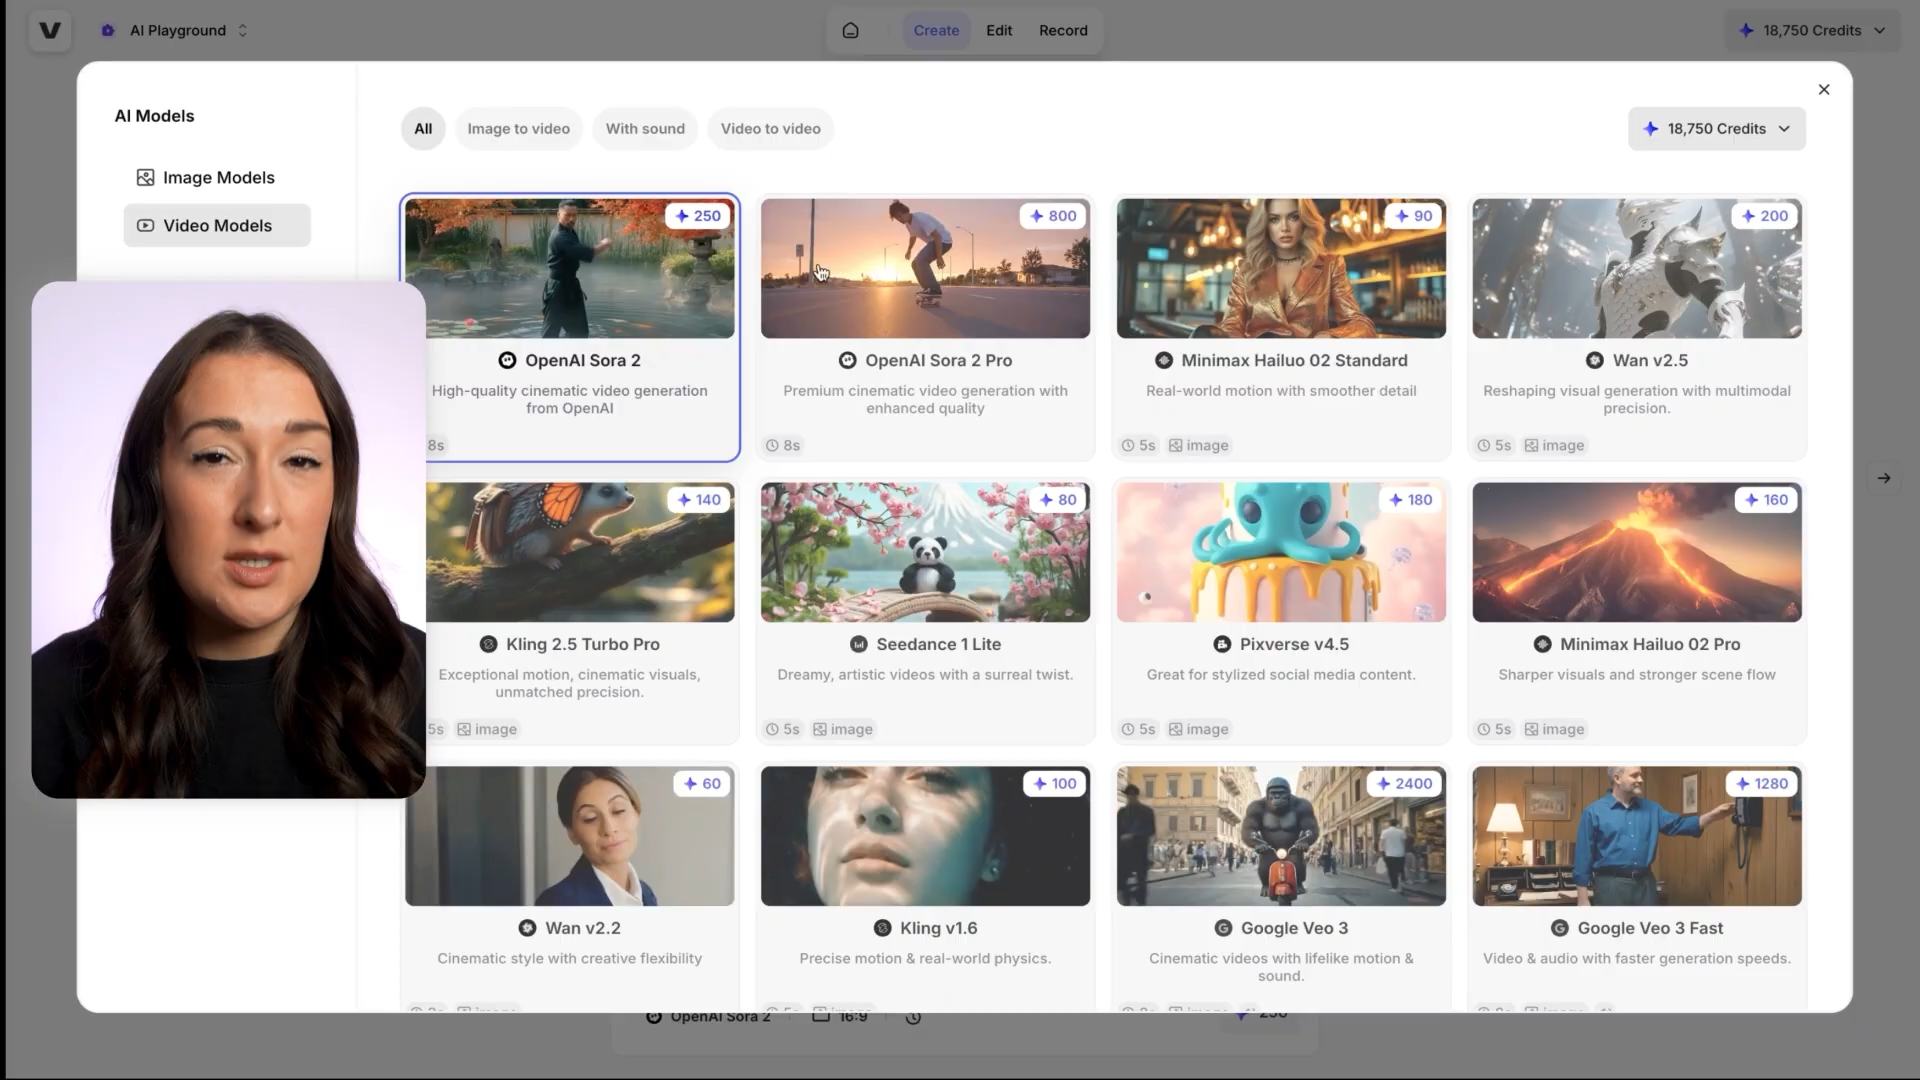 V
AI Playground
Create
Edit
Record
18,750 Credits
AI Models
Image Models
Video Models
All
Image to video
With sound
Video to video
18,750 Credits
250
OpenAI Sora 2
High-quality cinematic video generation
from OpenAI
8s
800
OpenAI Sora 2 Pro
Premium cinematic video generation with
enhanced quality
8s
90
Minimax Hailuo 02 Standard
Real-world motion with smoother detail
5s image
200
Wan v2.5
Reshaping visual generation with multimodal
precision.
5s image
140
Kling 2.5 Turbo Pro
Exceptional motion, cinematic visuals,
unmatched precision.
5s image
80
Seedance 1 Lite
Dreamy, artistic videos with a surreal twist.
5s image
180
Pixverse v4.5
Great for stylized social media content.
5s image
160
Minimax Hailuo 02 Pro
Sharper visuals and stronger scene flow
5s image
60
Wan v2.2
Cinematic style with creative flexibility
100
Kling v1.6
Precise motion & real-world physics.
2400
Google Veo 3
Cinematic videos with lifelike motion &
sound.
1280
Google Veo 3 Fast
Video & audio with faster generation speeds.
OpenAI Sora 2
16:9
250